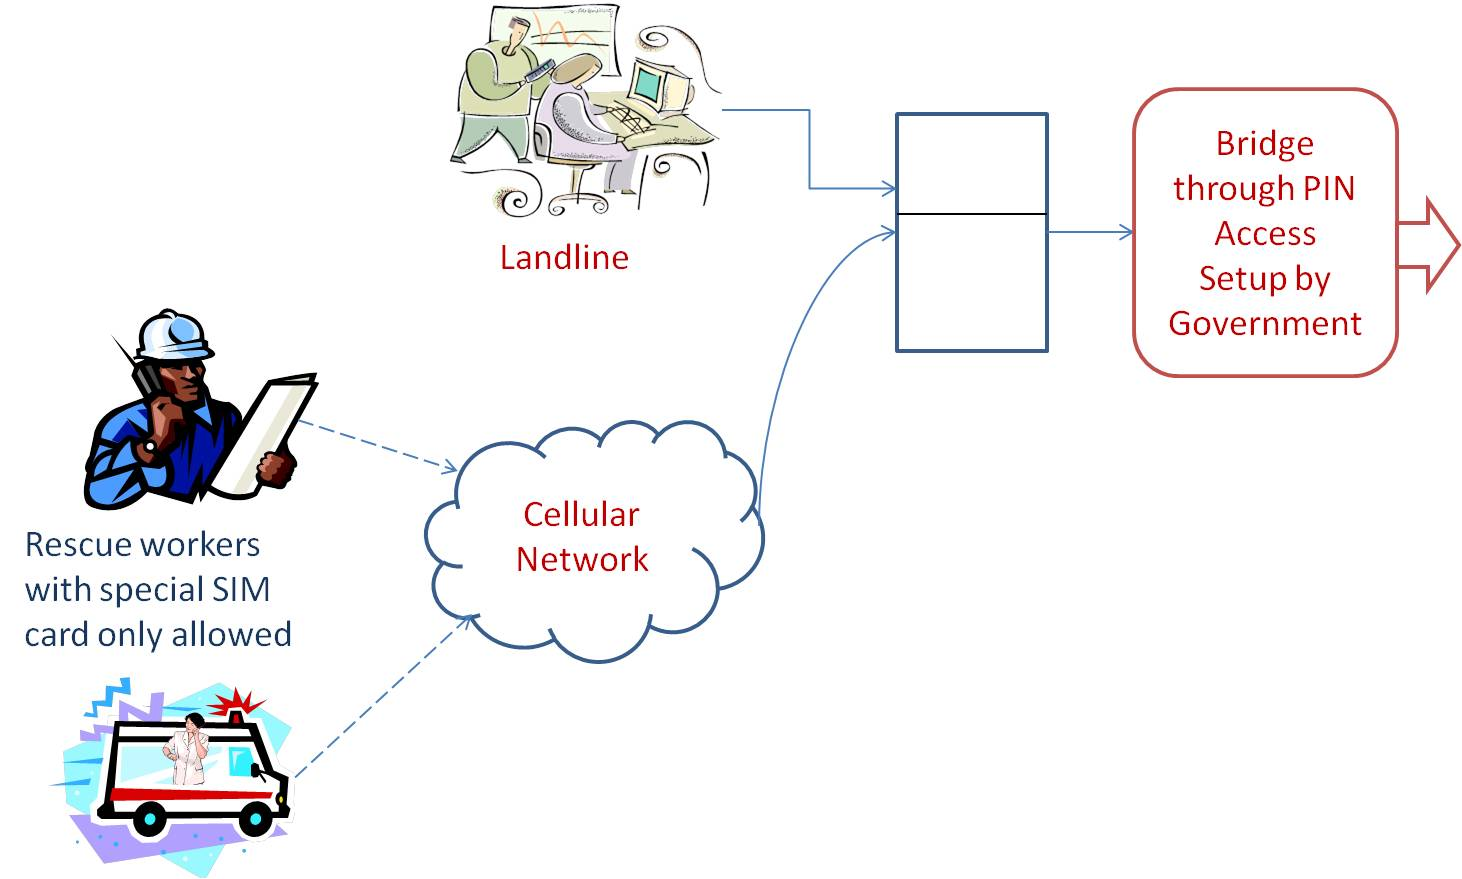 Landline
Bridge
through PIN
Access
Setup by
Government
Cellular
Network
Rescue workers
with special SIM
card only allowed